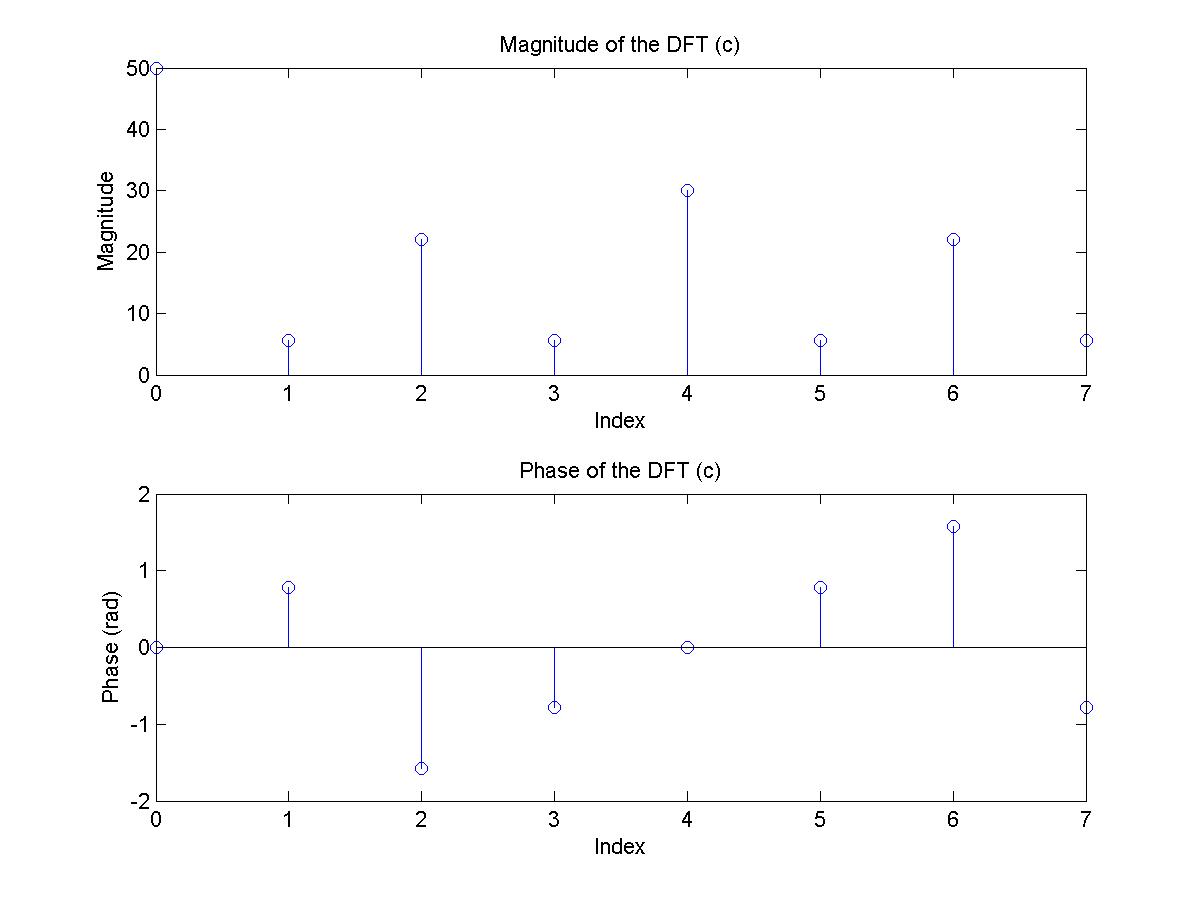 Magnitude of the DFT (c)
50
40
30
20
10
0
Magnitude
0 1 2 3 4 5 6 7
Index
Phase of the DFT (c)
2
1
0
-1
-2
Phase (rad)
0 1 2 3 4 5 6 7
Index